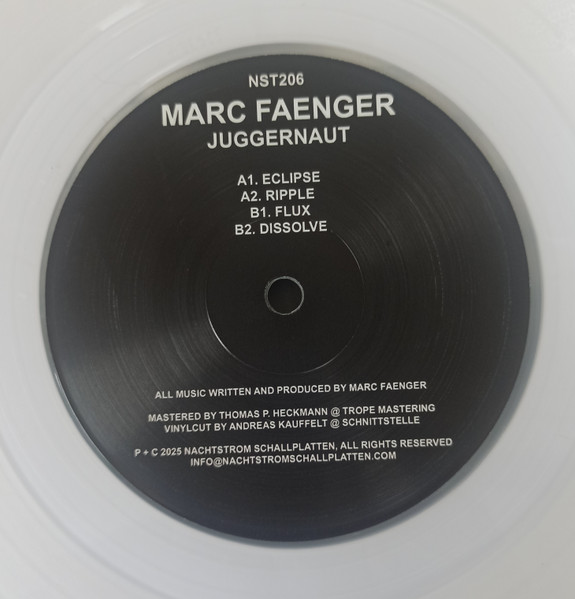 NST206
MARC FAENGER
JUGGERNAUT
A1. ECLIPSE
A2. RIPPLE
B1. FLUX
B2. DISSOLVE
ALL MUSIC WRITTEN AND PRODUCED BY MARC FAENGER
MASTERED BY THOMAS P. HECKMANN @ TROPE MASTERING
VINYLCUT BY ANDREAS KAUFFELT @ SCHNITTSTELLE
P + C 2025 NACHTSTROM SCHALLPLATTEN, ALL RIGHTS RESERVED
INFO@NACHTSTROMSCHALLPLATTEN.COM